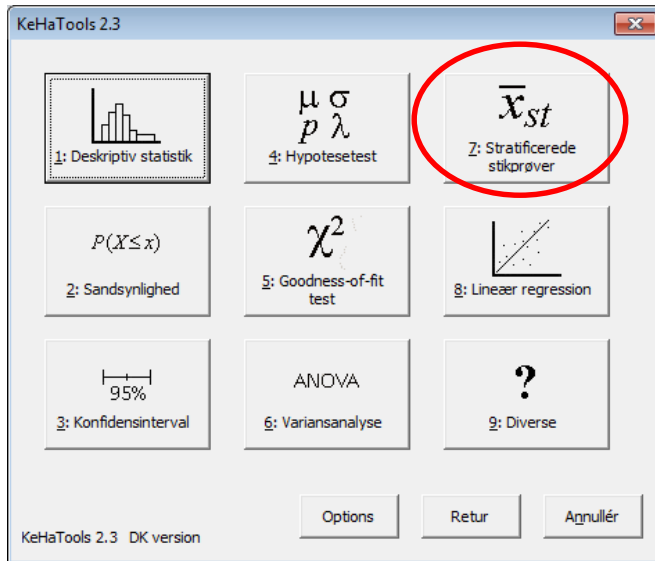 KeHaTools 2.3
1: Deskriptiv statistik
μ σ
p λ
4: Hypotesetest
x̅st
7: Stratificerede
stikprøver
P(X≤x)
2: Sandsynlighed
χ²
5: Goodness-of-fit
test
8: Lineær regression
95%
3: Konfidensinterval
ANOVA
6: Variansanalyse
?
9: Diverse
Options
Retur
Annullér
KeHaTools 2.3 DK version